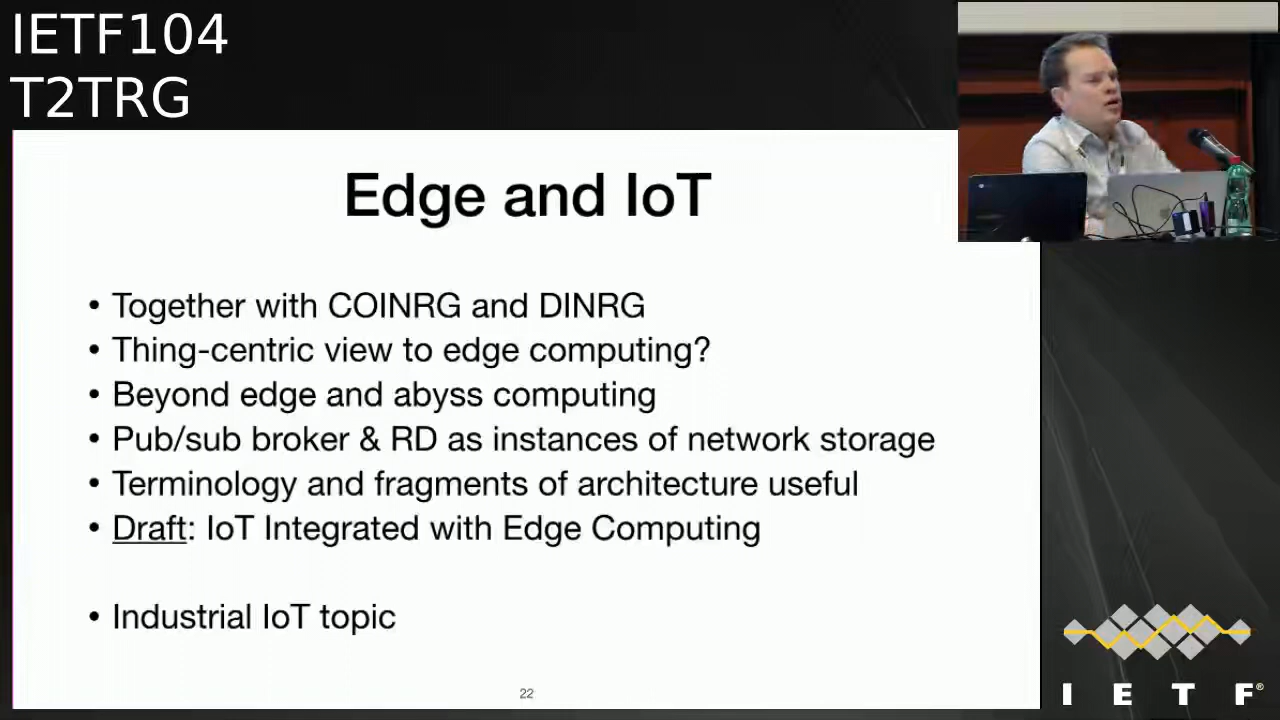 IETF104
T2TRG
Edge and IoT
• Together with COINRG and DINRG
• Thing-centric view to edge computing?
• Beyond edge and abyss computing
• Pub/sub broker & RD as instances of network storage
• Terminology and fragments of architecture useful
• Draft: IoT Integrated with Edge Computing
• Industrial IoT topic
22
I E T F®